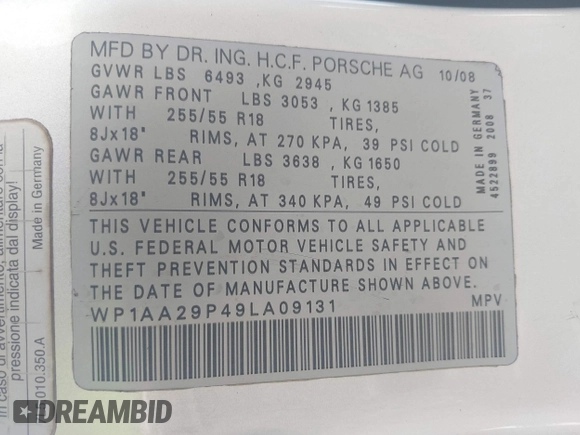 MFD BY DR. ING. H.C.F. PORSCHE AG 10/08
GVWR LBS 6493 ,KG 2945
GAWR FRONT LBS 3053 ,KG 1385
WITH 255/55 R18 TIRES,
8Jx18" RIMS, AT 270 KPA, 39 PSI COLD
GAWR REAR LBS 3638 ,KG 1650
WITH 255/55 R18 TIRES,
8Jx18" RIMS, AT 340 KPA, 49 PSI COLD
THIS VEHICLE CONFORMS TO ALL APPLICABLE
U.S. FEDERAL MOTOR VEHICLE SAFETY AND
THEFT PREVENTION STANDARDS IN EFFECT ON
THE DATE OF MANUFACTURE SHOWN ABOVE.
WP1AA29P49LA09131 MPV
MADE IN GERMANY
4522899 2008 37
In caso di avvertimento,
pressione indicata dal display!
Made in Germany
010.350.A
DREAMBID